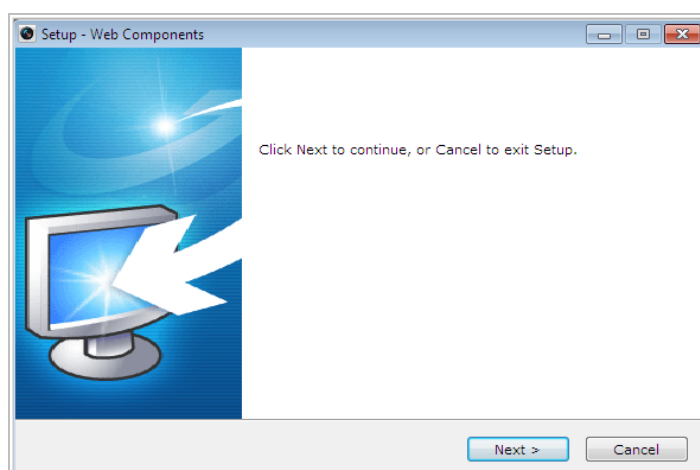 Setup - Web Components
Click Next to continue, or Cancel to exit Setup.
Next >
Cancel